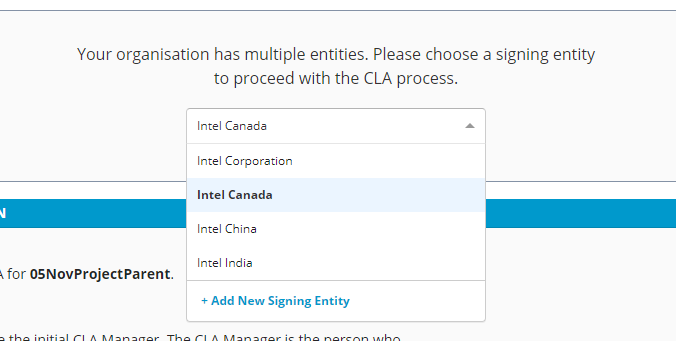 Your organisation has multiple entities. Please choose a signing entity
to proceed with the CLA process.
Intel Canada
Intel Corporation
Intel Canada
N
Intel China
Intel India
A for 05NovProjectParent.
+ Add New Signing Entity
e the initial CLA Manager. The CLA Manager is the person who